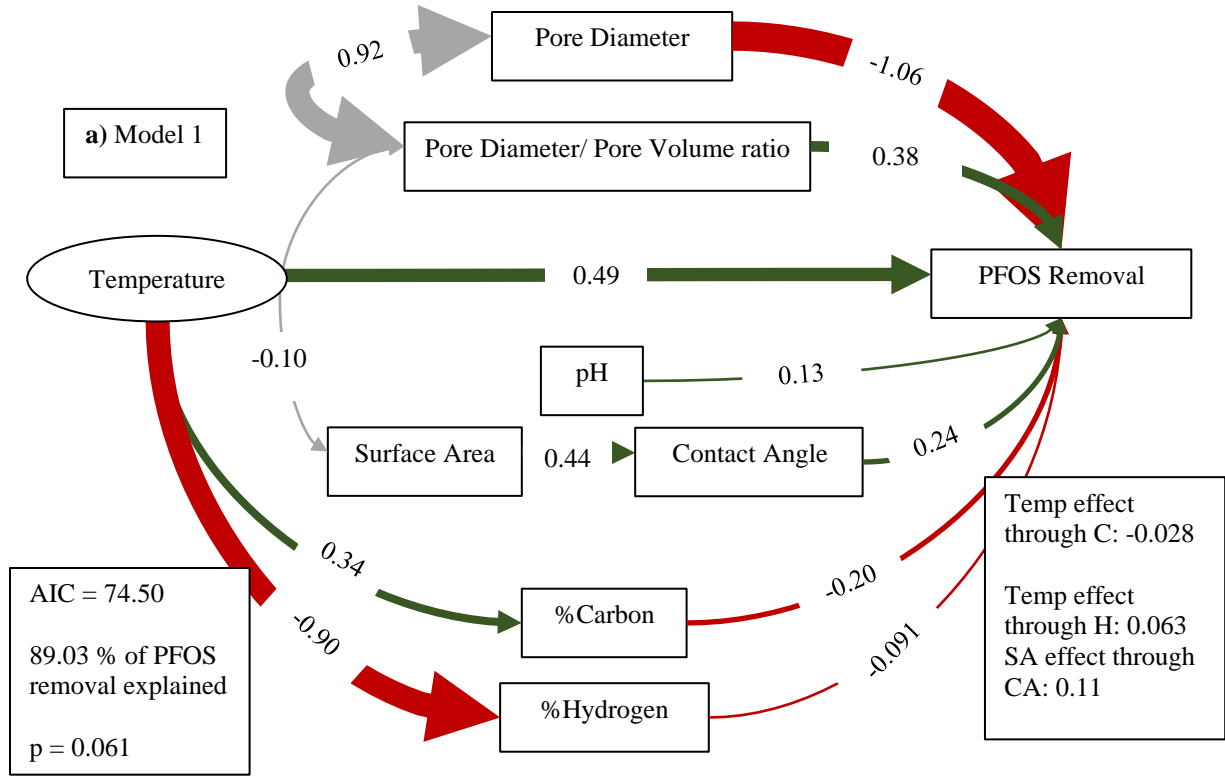 Pore Diameter
0.92
-1.06
a) Model 1
Pore Diameter/ Pore Volume ratio
0.38
Temperature
0.49
PFOS Removal
-0.10
pH
0.13
Surface Area
0.44
Contact Angle
0.24
0.34
%Carbon
-0.20
-0.90
%Hydrogen
-0.091
AIC = 74.50
89.03 % of PFOS
removal explained
p = 0.061
Temp effect
through C: -0.028
Temp effect
through H: 0.063
SA effect through
CA: 0.11